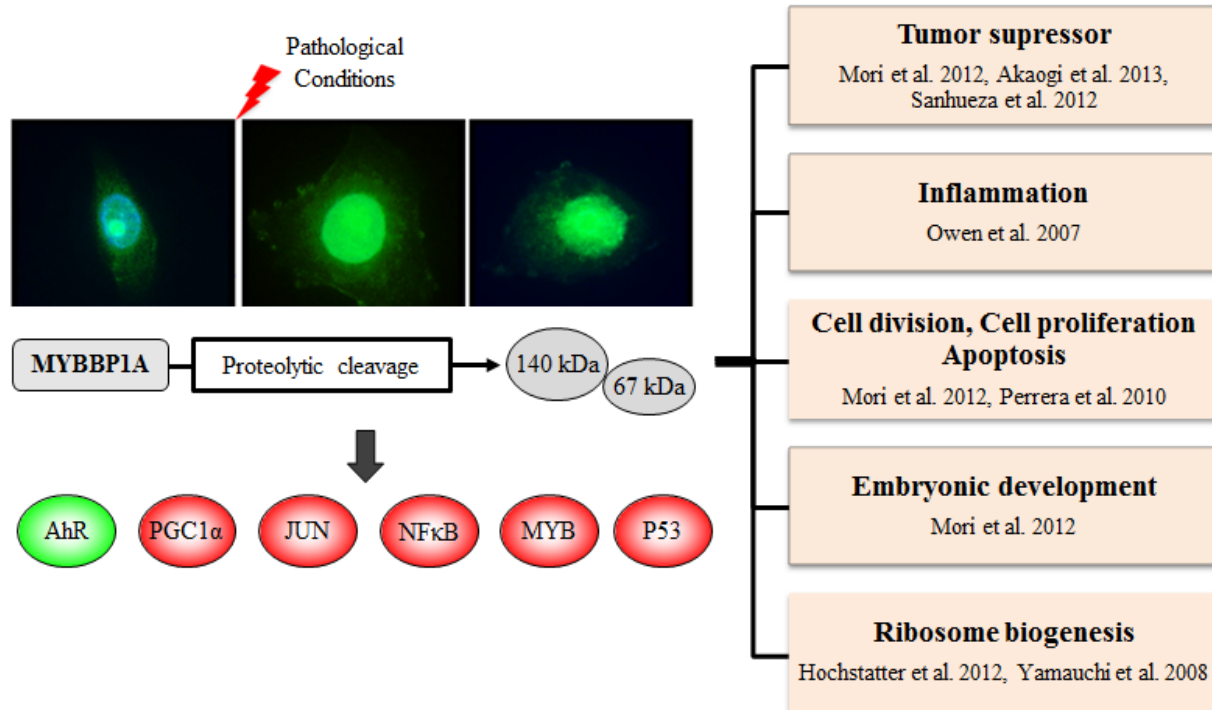 Pathological
Conditions
MYBBP1A
Proteolytic cleavage
140 kDa
67 kDa
AhR
PGC1α
JUN
NFκB
MYB
P53
Tumor supressor
Mori et al. 2012, Akaogi et al. 2013,
Sanhueza et al. 2012
Inflammation
Owen et al. 2007
Cell division, Cell proliferation
Apoptosis
Mori et al. 2012, Perrera et al. 2010
Embryonic development
Mori et al. 2012
Ribosome biogenesis
Hochstatter et al. 2012, Yamauchi et al. 2008